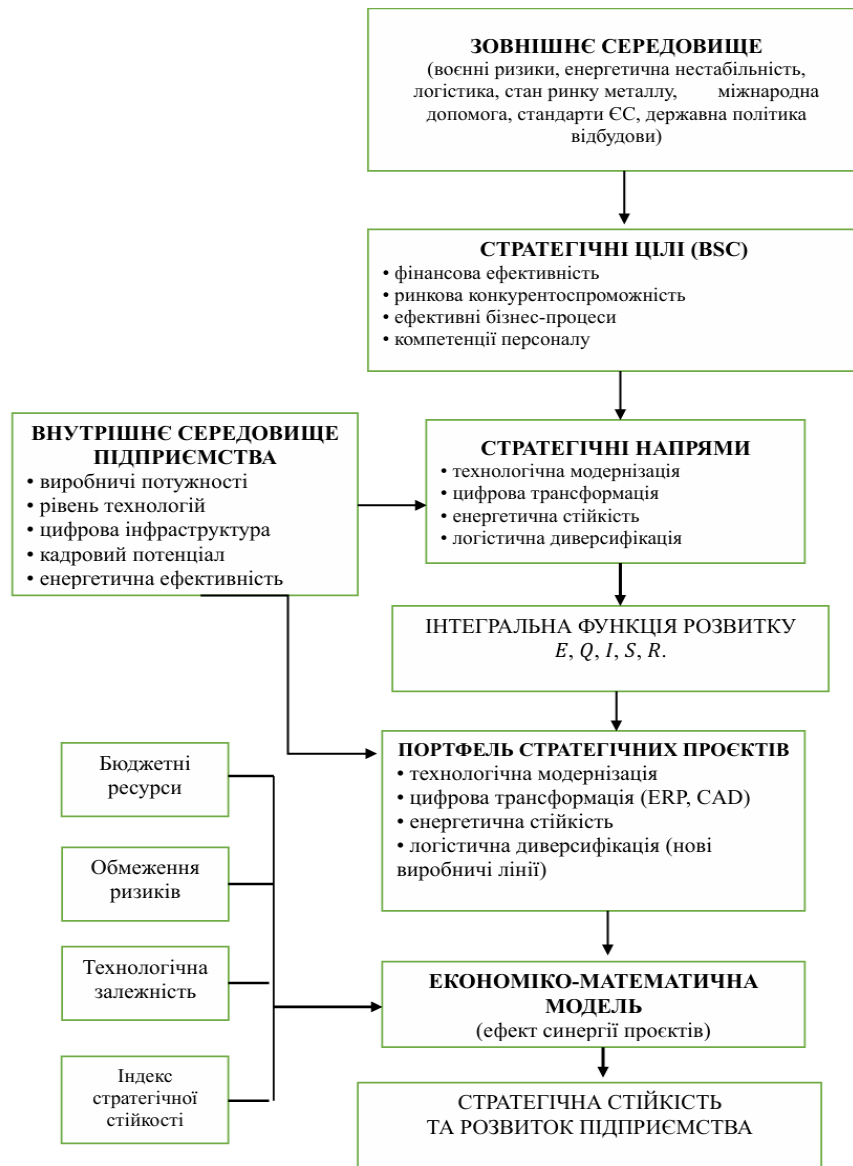 ЗОВНІШНЄ СЕРЕДОВИЩЕ
(воєнні ризики, енергетична нестабільність,
логістика, стан ринку металлу, міжнародна
допомога, стандарти ЄС, державна політика
відбудови)
СТРАТЕГІЧНІ ЦІЛІ (BSC)
• фінансова ефективність
• ринкова конкурентоспроможність
• ефективні бізнес-процеси
• компетенції персоналу
ВНУТРІШНЄ СЕРЕДОВИЩЕ
ПІДПРИЄМСТВА
• виробничі потужності
• рівень технологій
• цифрова інфраструктура
• кадровий потенціал
• енергетична ефективність
СТРАТЕГІЧНІ НАПРЯМИ
• технологічна модернізація
• цифрова трансформація
• енергетична стійкість
• логістична диверсифікація
ІНТЕГРАЛЬНА ФУНКЦІЯ РОЗВИТКУ
E, Q, I, S, R.
ПОРТФЕЛЬ СТРАТЕГІЧНИХ ПРОЄКТІВ
• технологічна модернізація
• цифрова трансформація (ERP, CAD)
• енергетична стійкість
• логістична диверсифікація (нові
виробничі лінії)
Бюджетні
ресурси
Обмеження
ризиків
Технологічна
залежність
Індекс
стратегічної
стійкості
ЕКОНОМІКО-МАТЕМАТИЧНА
МОДЕЛЬ
(ефект синергії проєктів)
СТРАТЕГІЧНА СТІЙКІСТЬ
ТА РОЗВИТОК ПІДПРИЄМСТВА